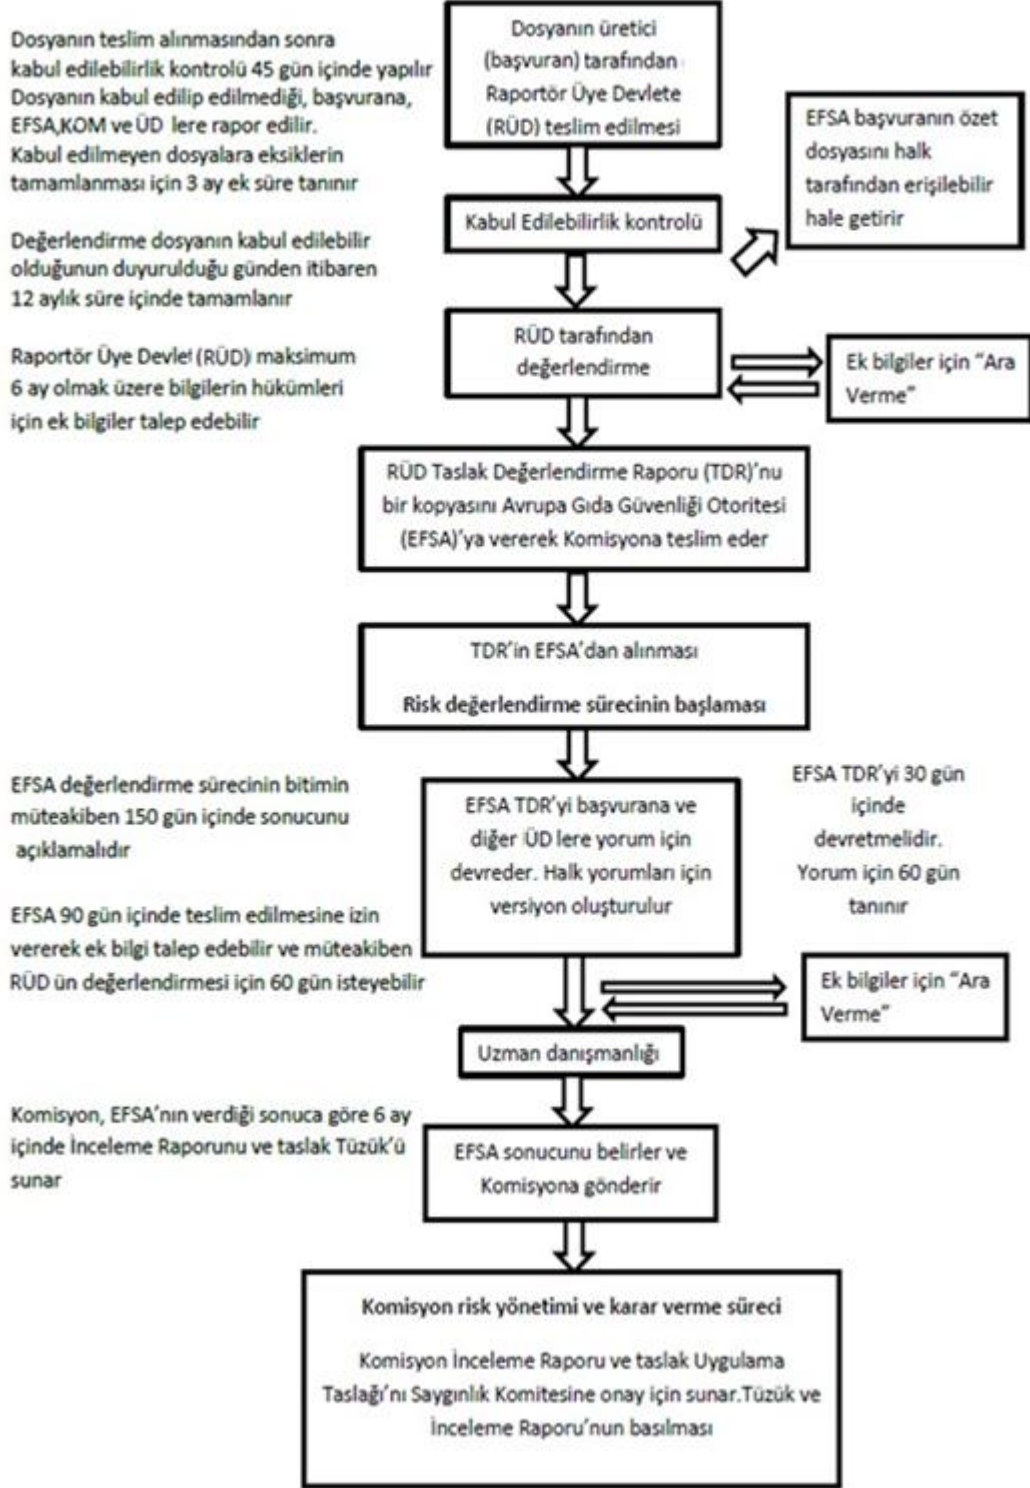 Dosyanın teslim alınmasından sonra
kabul edilebilirlik kontrolü 45 gün içinde yapılır
Dosyanın kabul edilip edilmediği, başvurana,
EFSA,KOM ve ÜD lere rapor edilir.
Kabul edilmeyen dosyalara eksiklerin
tamamlanması için 3 ay ek süre tanınır
Dosyanın üretici
(başvuran) tarafından
Raportör Üye Devlete
(RÜD) teslim edilmesi
EFSA başvuranın özet
dosyasını halk
tarafından erişilebilir
hale getirir
Kabul Edilebilirlik kontrolü
Değerlendirme dosyanın kabul edilebilir
olduğunun duyurulduğu günden itibaren
12 aylık süre içinde tamamlanır
RÜD tarafından
değerlendirme
Ek bilgiler için “Ara
Verme”
Raportör Üye Devlet (RÜD) maksimum
6 ay olmak üzere bilgilerin hükümleri
için ek bilgiler talep edebilir
RÜD Taslak Değerlendirme Raporu (TDR)’nu
bir kopyasını Avrupa Gıda Güvenliği Otoritesi
(EFSA)’ya vererek Komisyona teslim eder
TDR’in EFSA’dan alınması
Risk değerlendirme sürecinin başlaması
EFSA değerlendirme sürecinin bitimin
müteakiben 150 gün içinde sonucunu
açıklamalıdır
EFSA TDR’yi başvurana ve
diğer ÜD lere yorum için
devreder. Halk yorumları için
versiyon oluşturulur
EFSA TDR’yi 30 gün
içinde
devretmelidir.
Yorum için 60 gün
tanınır
EFSA 90 gün içinde teslim edilmesine izin
vererek ek bilgi talep edebilir ve müteakiben
RÜD ün değerlendirmesi için 60 gün isteyebilir
Ek bilgiler için “Ara
Verme”
Uzman danışmanlığı
Komisyon, EFSA’nın verdiği sonuca göre 6 ay
içinde İnceleme Raporunu ve taslak Tüzük’ü
sunar
EFSA sonucunu belirler ve
Komisyona gönderir
Komisyon risk yönetimi ve karar verme süreci
Komisyon İnceleme Raporu ve taslak Uygulama
Taslağı’nı Saygınlık Komitesine onay için sunar.Tüzük ve
İnceleme Raporu’nun basılması